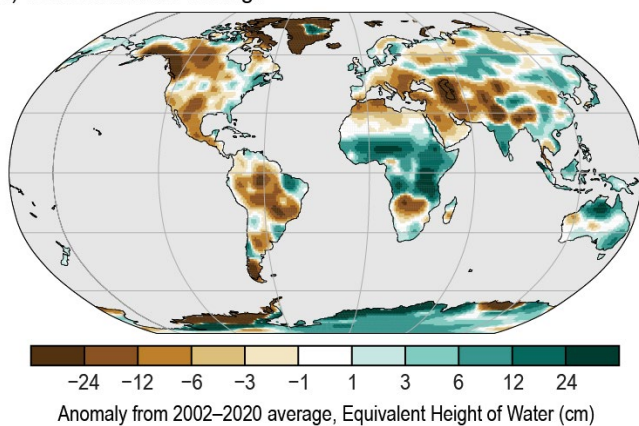 −24 −12 −6 −3 −1 1 3 6 12 24
Anomaly from 2002–2020 average, Equivalent Height of Water (cm)